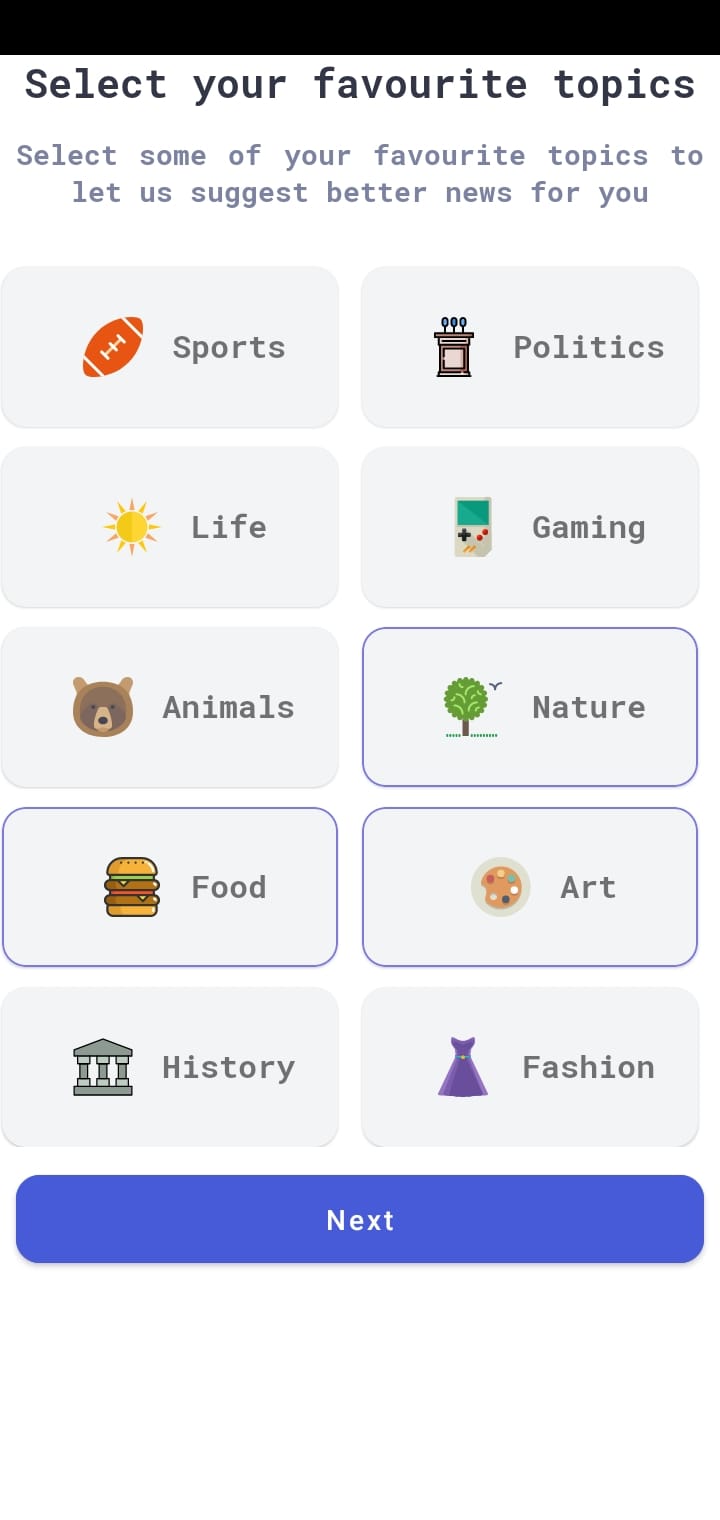 Select your favourite topics
Select some of your favourite topics to
let us suggest better news for you
Sports
Politics
Life
Gaming
Animals
Nature
Food
Art
History
Fashion
Next